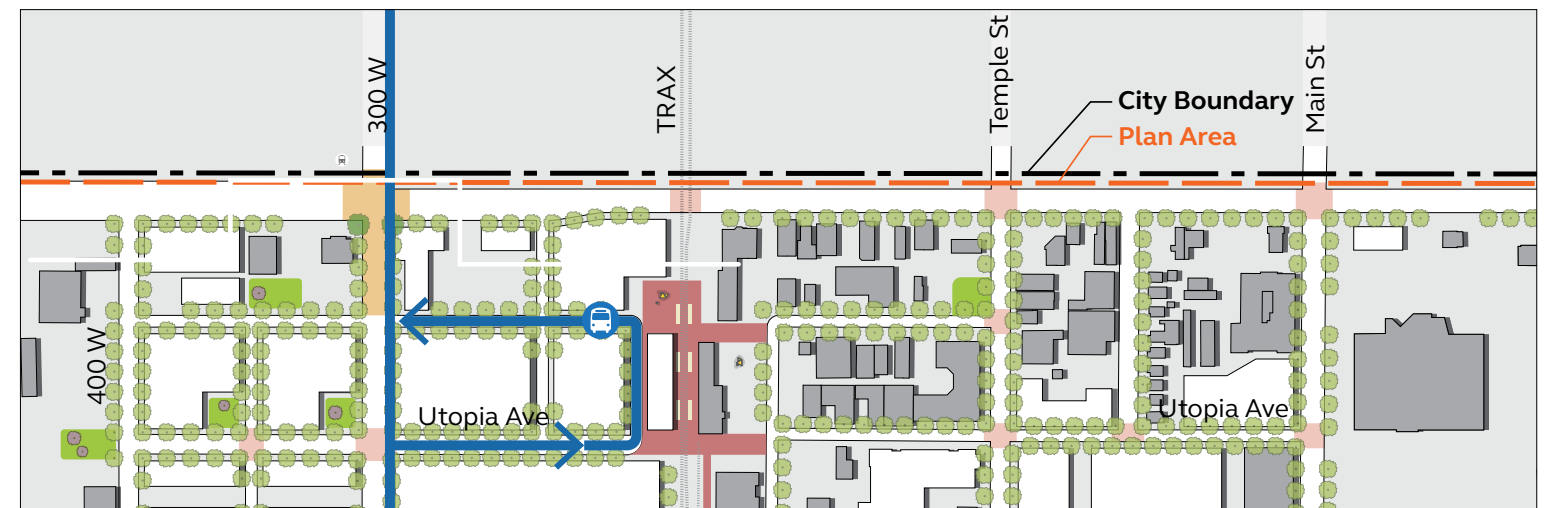 300 W
TRAX
Temple St
Main St
City Boundary
Plan Area
400 W
Utopia Ave
Utopia Ave